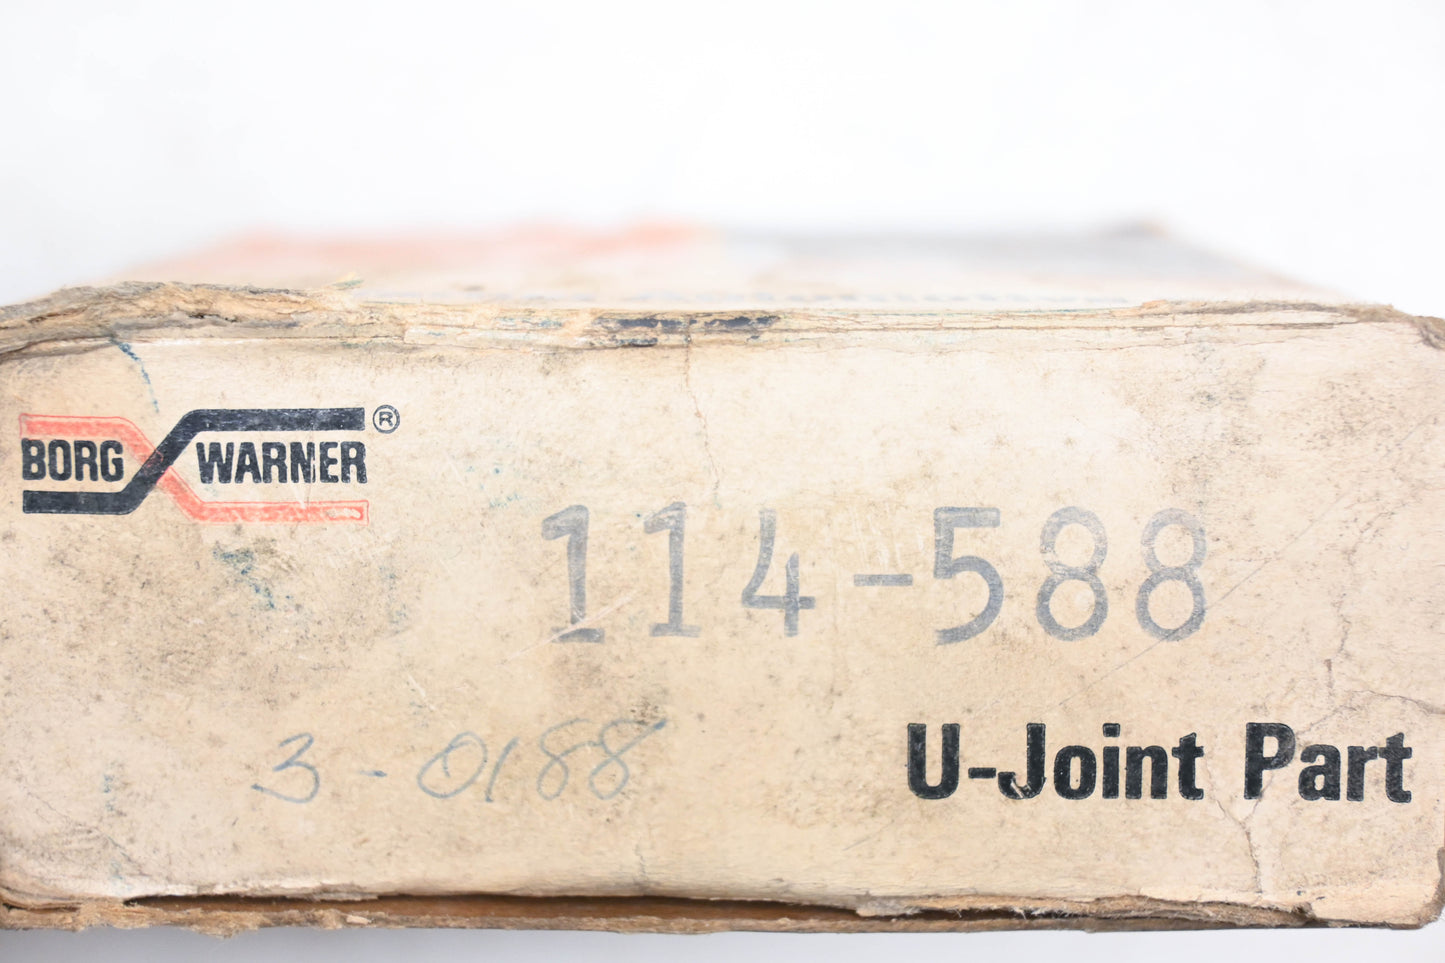 BORG WARNER ®
114-588
3-0188
U-Joint Part